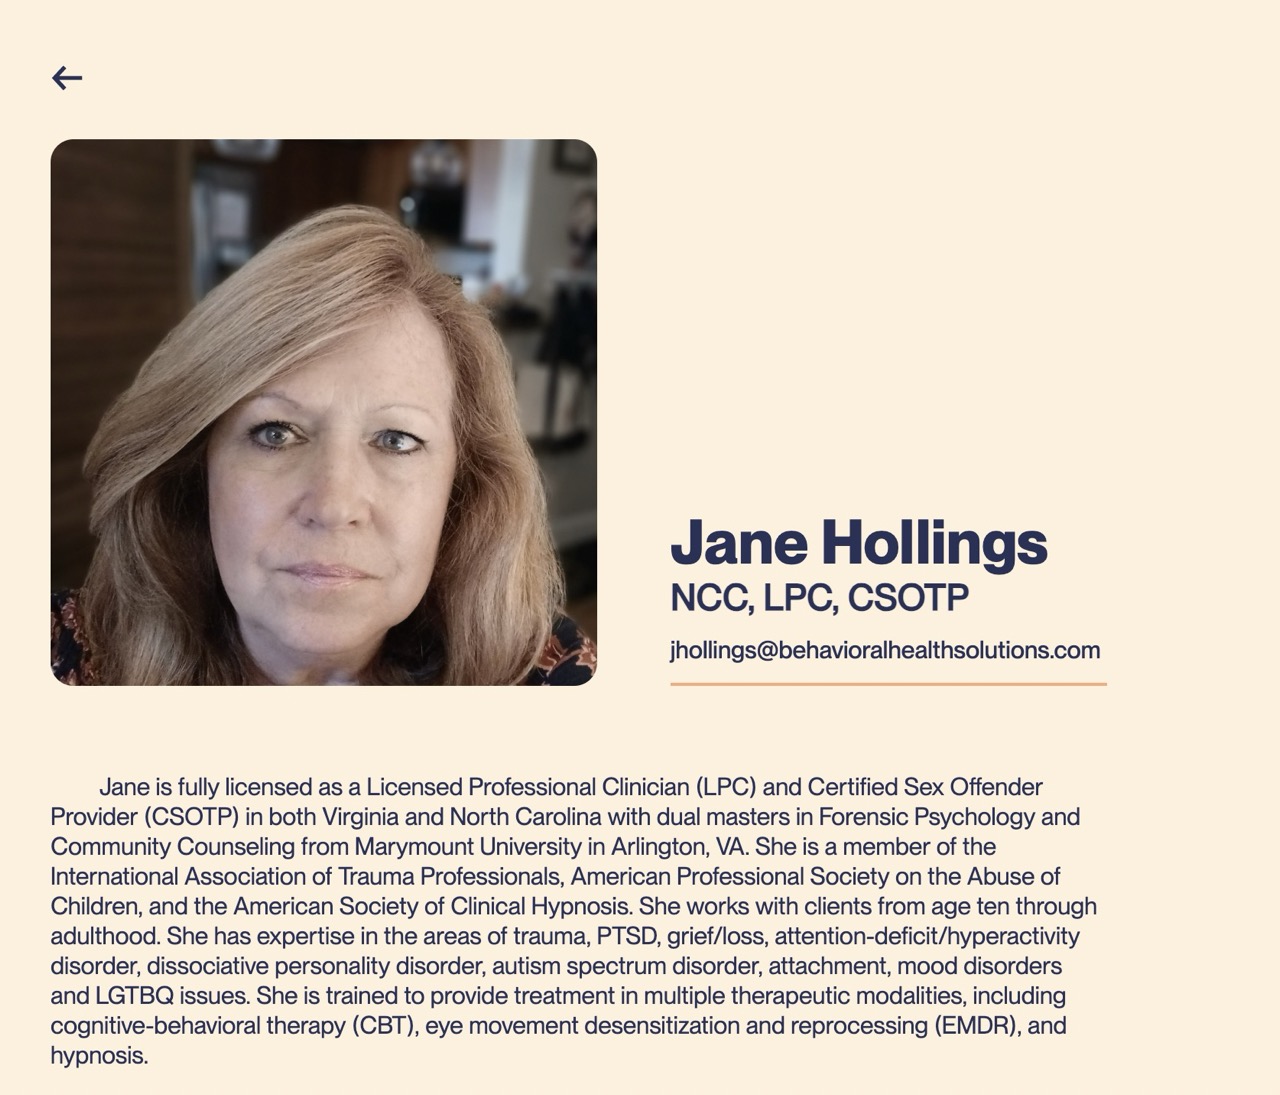 Jane Hollings
NCC, LPC, CSOTP
jhollings@behavioralhealthsolutions.com
Jane is fully licensed as a Licensed Professional Clinician (LPC) and Certified Sex Offender
Provider (CSOTP) in both Virginia and North Carolina with dual masters in Forensic Psychology and
Community Counseling from Marymount University in Arlington, VA. She is a member of the
International Association of Trauma Professionals, American Professional Society on the Abuse of
Children, and the American Society of Clinical Hypnosis. She works with clients from age ten through
adulthood. She has expertise in the areas of trauma, PTSD, grief/loss, attention-deficit/hyperactivity
disorder, dissociative personality disorder, autism spectrum disorder, attachment, mood disorders
and LGTBQ issues. She is trained to provide treatment in multiple therapeutic modalities, including
cognitive-behavioral therapy (CBT), eye movement desensitization and reprocessing (EMDR), and
hypnosis.